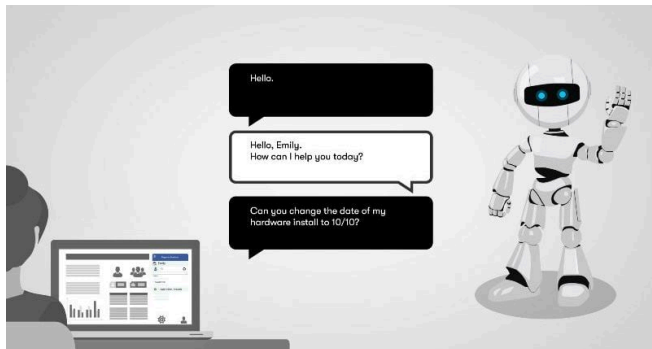 Hello.
Hello, Emily.
How can I help you today?
Can you change the date of my
hardware install to 10/10?